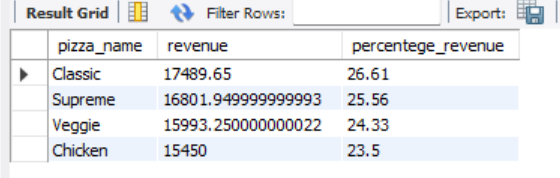 Result Grid Filter Rows: Export:
pizza_name revenue percentege_revenue
Classic 17489.65 26.61
Supreme 16801.949999999993 25.56
Veggie 15993.250000000022 24.33
Chicken 15450 23.5